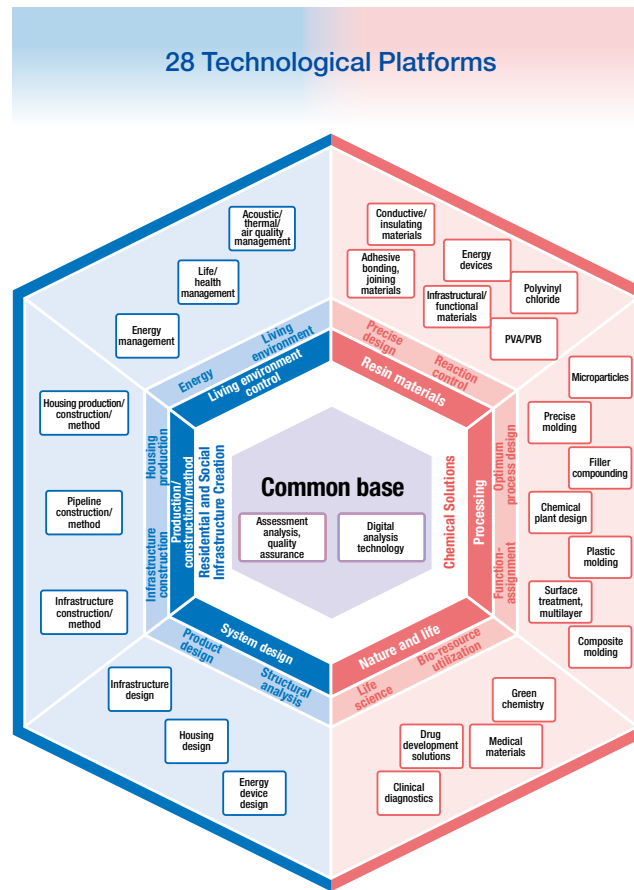 28 Technological Platforms
Acoustic/
thermal/
air quality
management
Life/
health
management
Energy
management
Conductive/
insulating
materials
Adhesive
bonding,
joining
materials
Energy
devices
Infrastructural/
functional
materials
Polyvinyl
chloride
PVA/PVB
Energy
Living
environment
Living environment
control
Precise
design
Reaction
control
Resin materials
Housing production/
construction/
method
Pipeline
construction/
method
Infrastructure
construction/
method
Housing
production
Infrastructure
construction
Production/
construction/method
Residential and Social
Infrastructure Creation
Common base
Assessment
analysis,
quality
assurance
Digital
analysis
technology
Chemical Solutions
Processing
Optimum
process design
Function-
assignment
Microparticles
Precise
molding
Filler
compounding
Chemical
plant design
Plastic
molding
Surface
treatment,
multilayer
Composite
molding
System design
Product
design
Structural
analysis
Infrastructure
design
Housing
design
Energy
device
design
Nature and life
Life
science
Bio-resource
utilization
Green
chemistry
Drug
development
solutions
Medical
materials
Clinical
diagnostics